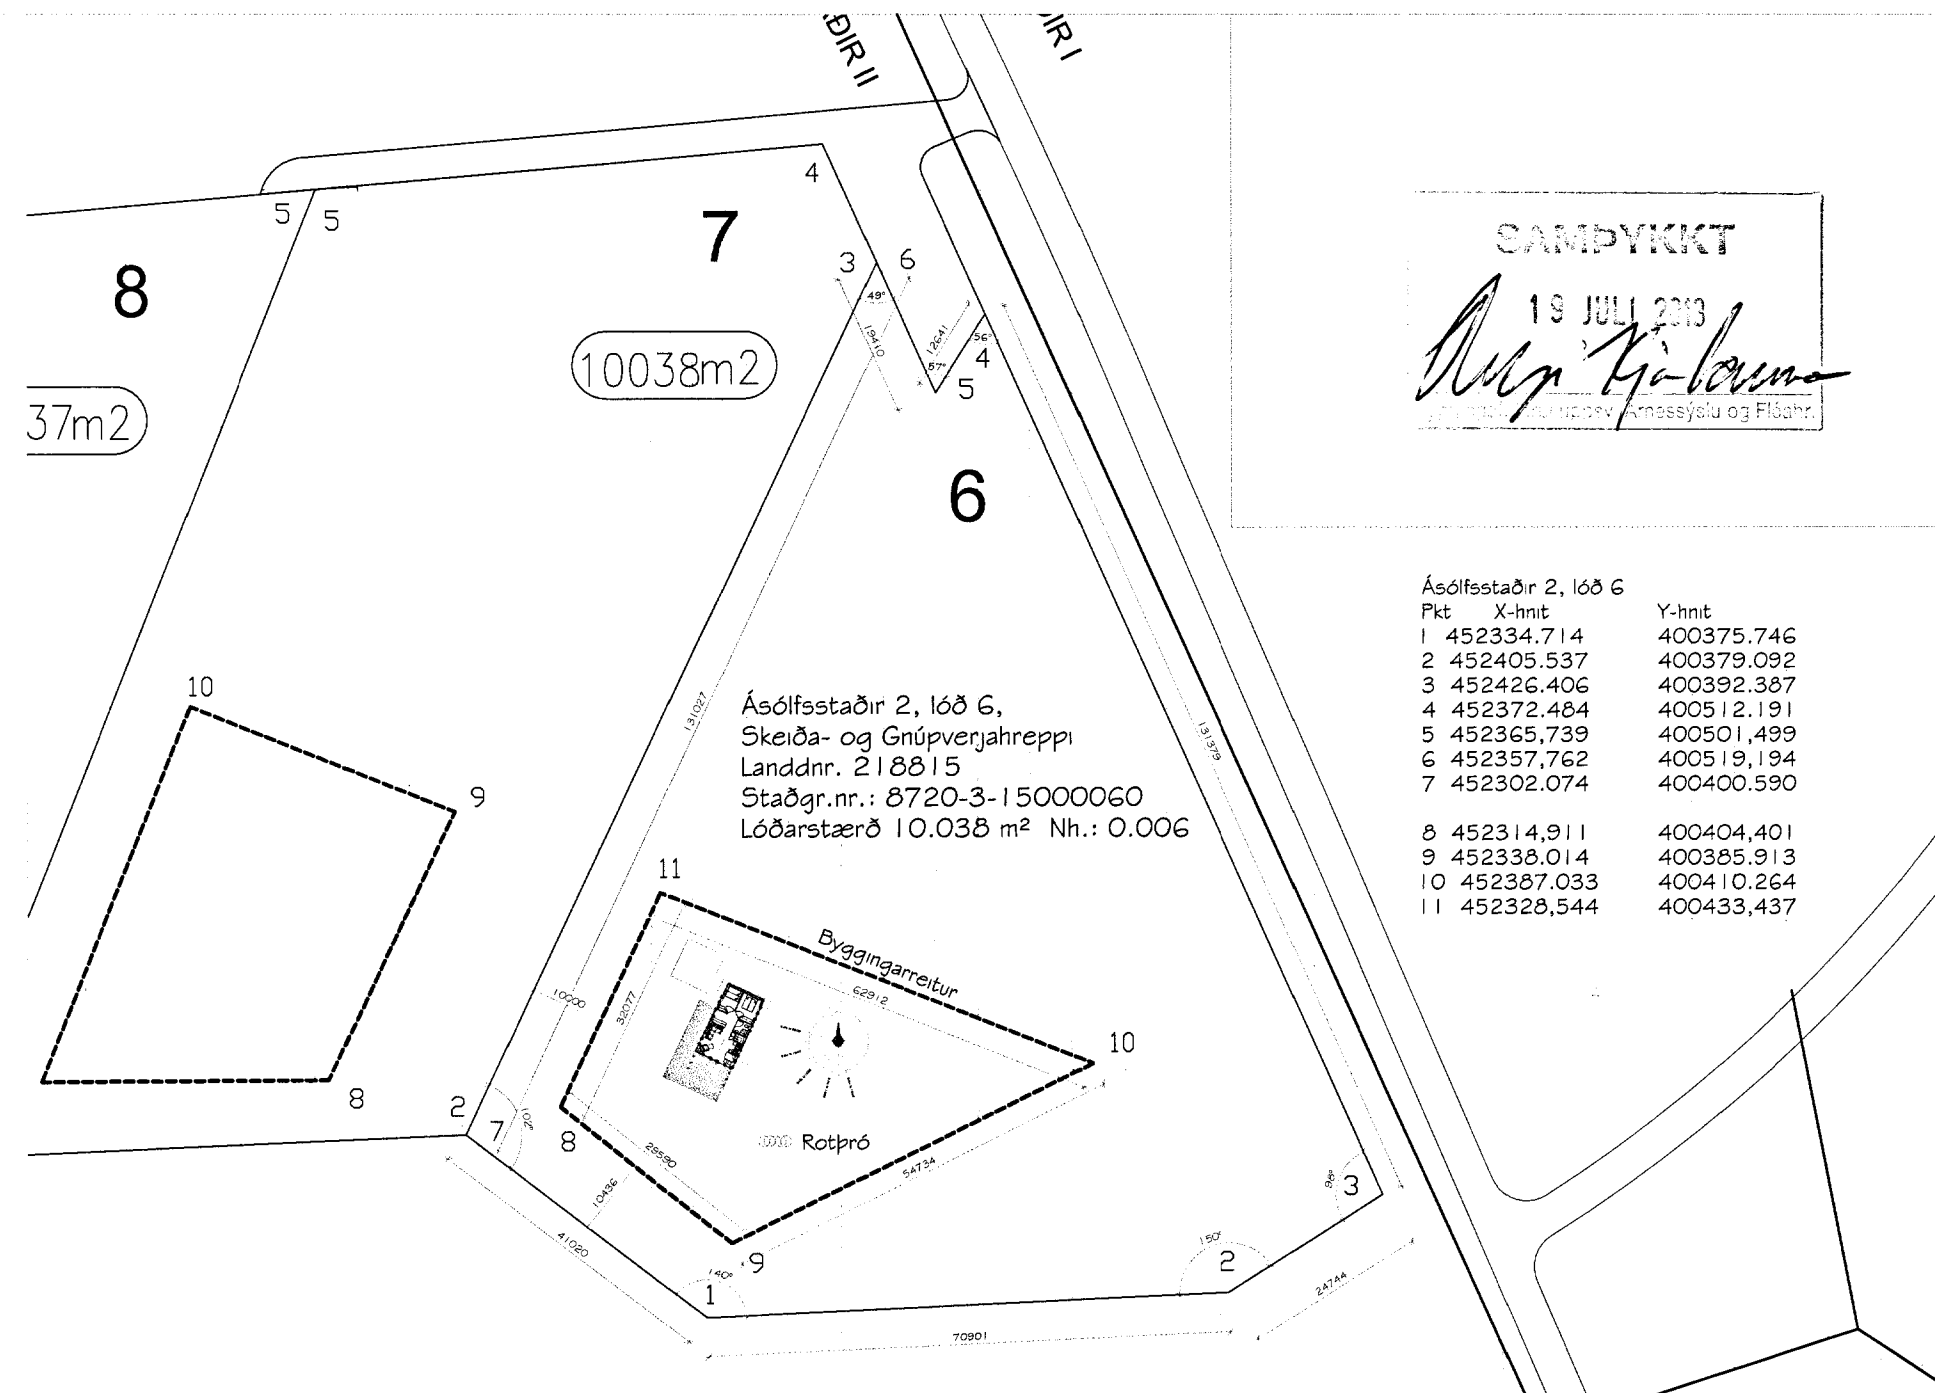 ÐIR II
ÐIR I
8
5
5
4
7
3
6
49°
19410
12641
56°
57°
4
5
10038m2
37m2
6
SAMÞYKKT
19 JÚLÍ 2013
Árnessýslu og Flóahr.
Ásólfsstaðir 2, lóð 6
Pkt X-hnit Y-hnit
1 452334.714 400375.746
2 452405.537 400379.092
3 452426.406 400392.387
4 452372.484 400512.191
5 452365,739 400501,499
6 452357,762 400519,194
7 452302.074 400400.590
8 452314,911 400404,401
9 452338.014 400385.913
10 452387.033 400410.264
11 452328,544 400433,437
10
9
8
131027
131379
Ásólfsstaðir 2, lóð 6,
Skeiða- og Gnúpverjahreppi
Landdnr. 218815
Staðgr.nr.: 8720-3-15000060
Lóðarstærð 10.038 m² Nh.: 0.006
11
Byggingarreitur
62912
10000
32077
10
2
7
102°
8
Rotþró
29590
10436
54734
41020
9
140°
1
150°
2
98°
3
24744
70901